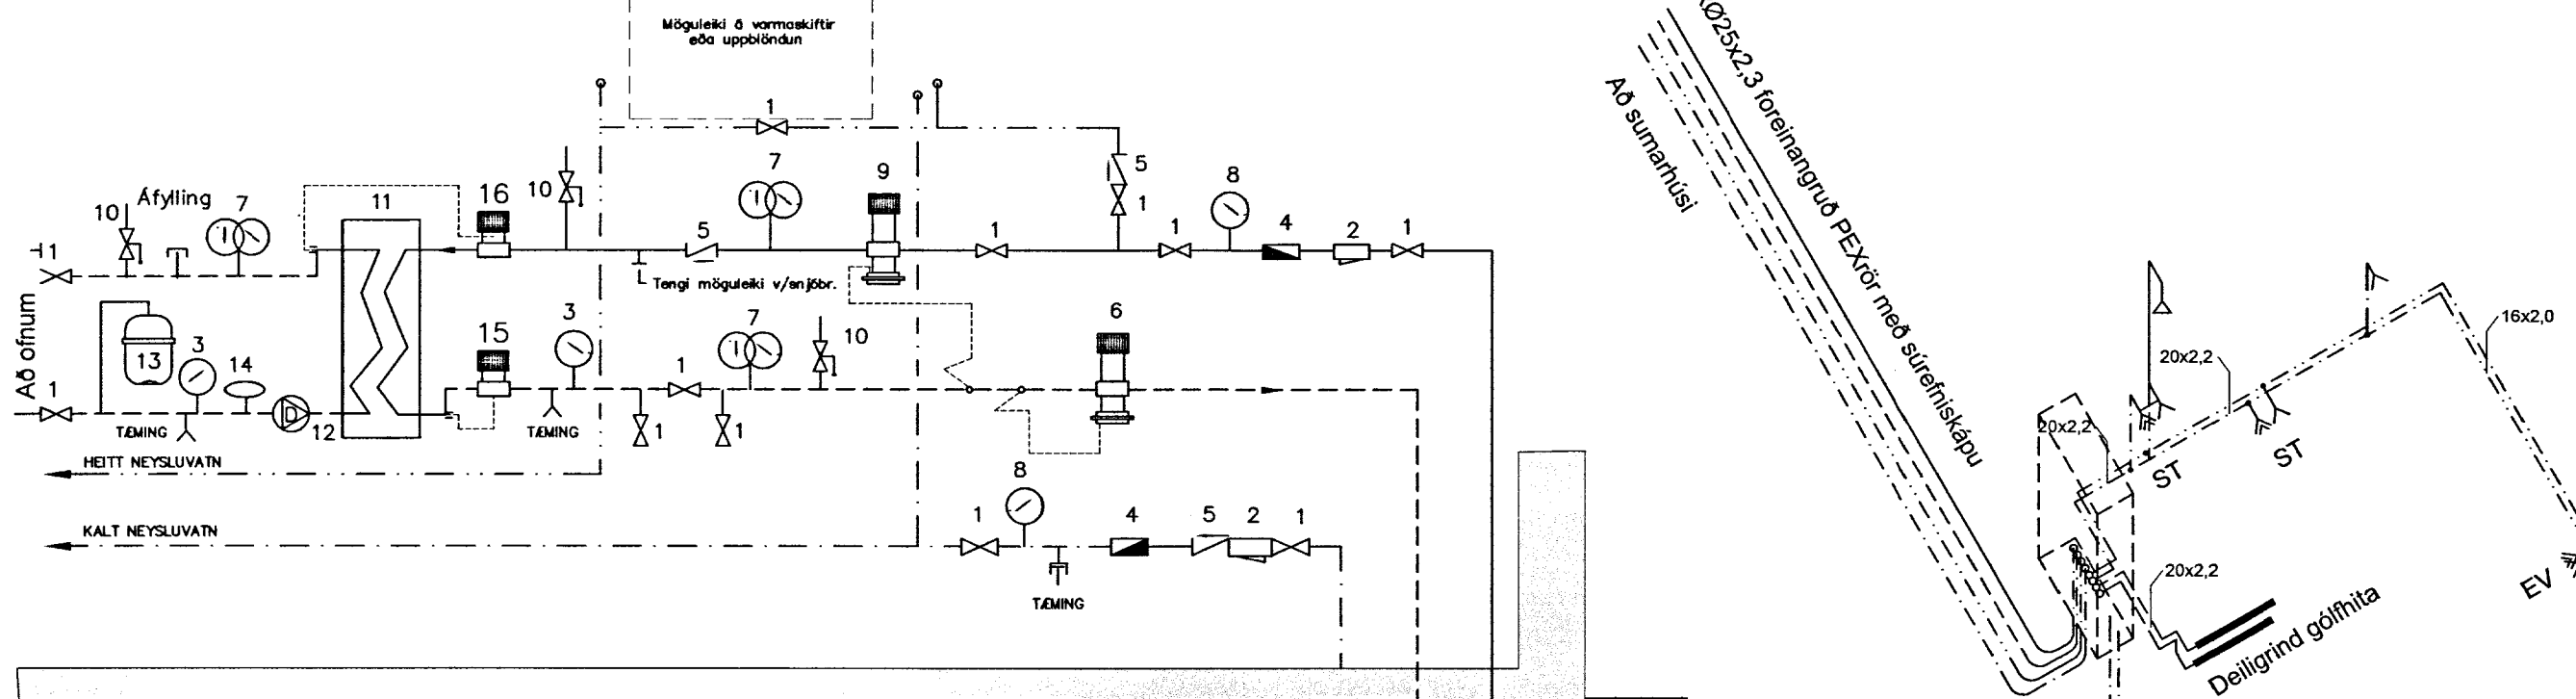 Möguleiki á varmaskiftir
eða uppblöndun
1
7
9
5
8
10
16
1
1
1
4
2
1
Áfylling
10
7
11
5
1
Tengi möguleiki v/snjóbr.
Að ofnum
13
3
14
1
12
15
3
1
7
10
6
TÆMING
TÆMING
1
1
HEITT NEYSLUVATN
8
1
4
5
2
1
KALT NEYSLUVATN
TÆMING
Ø25x2,3 foreinangruð PEXrör með súrefniskápu
Að sumarhúsi
16x2,0
20x2,2
20x2,2
ST
ST
20x2,2
EV
Deiligrind gólfhita